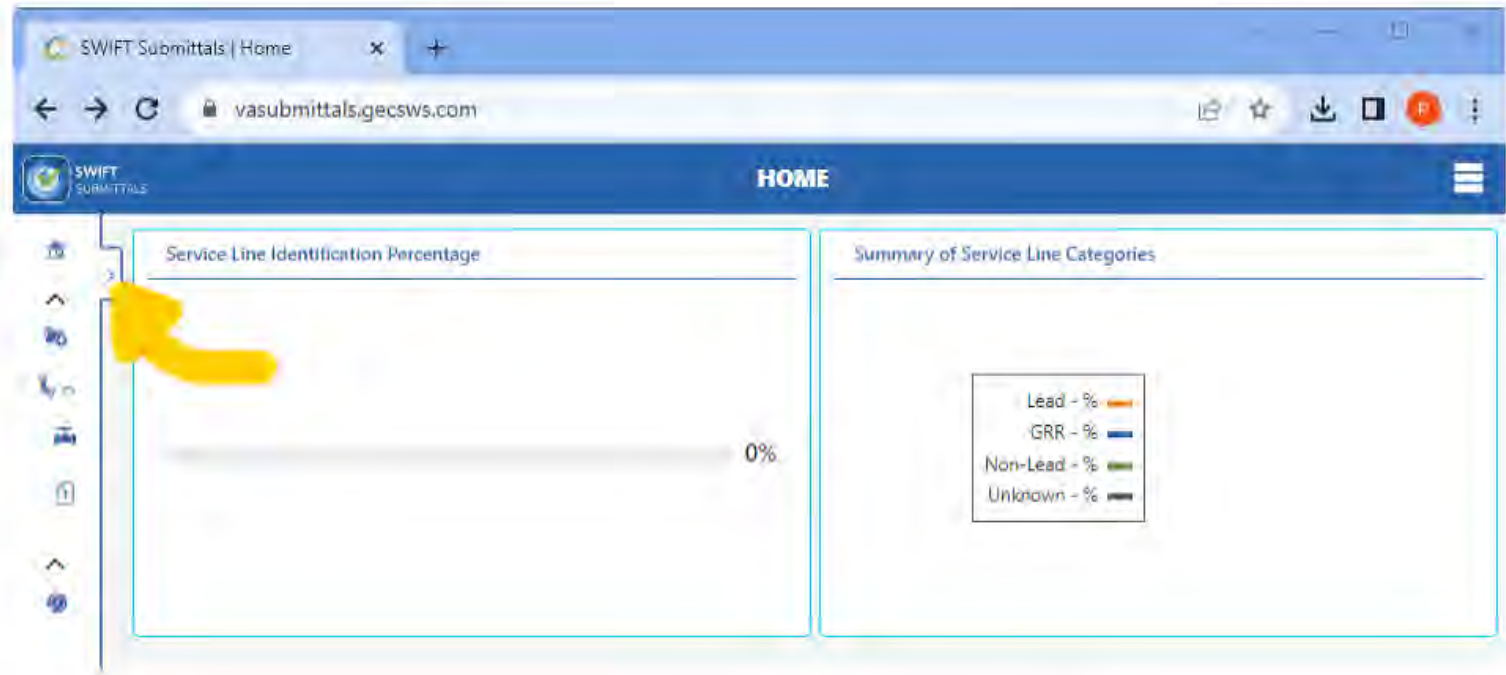 SWIFT Submittals | Home
vasubmittals.gecsws.com
P
SWIFT
SUBMITTALS
HOME
Service Line Identification Percentage
Summary of Service Line Categories
0%
Lead - %
GRR - %
Non-Lead - %
Unknown - %